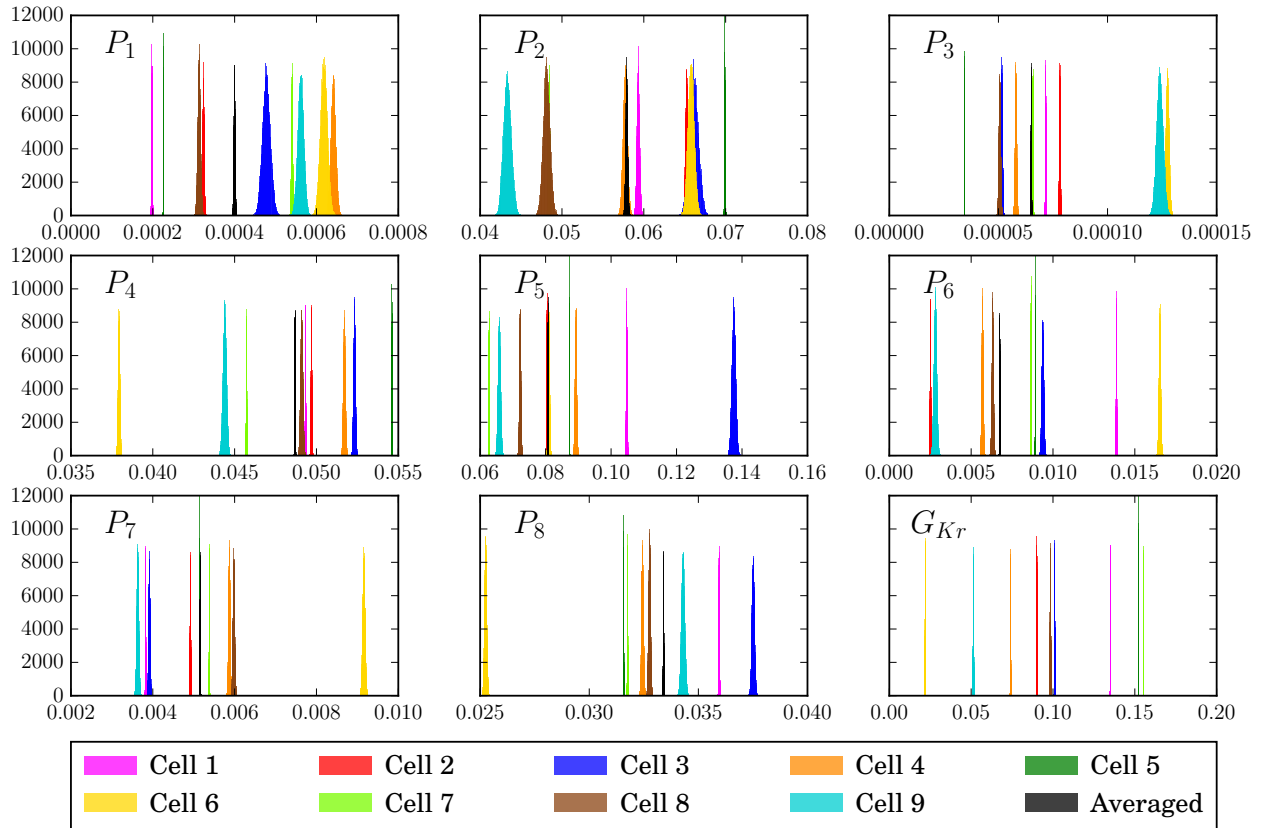 12000 10000 8000 6000 4000 2000 0
P1
0.0000 0.0002 0.0004 0.0006 0.0008
P2
0.04 0.05 0.06 0.07 0.08
P3
0.00000 0.00005 0.00010 0.00015
12000 10000 8000 6000 4000 2000 0
P4
0.035 0.040 0.045 0.050 0.055
P5
0.06 0.08 0.10 0.12 0.14 0.16
P6
0.000 0.005 0.010 0.015 0.020
12000 10000 8000 6000 4000 2000 0
P7
0.002 0.004 0.006 0.008 0.010
P8
0.025 0.030 0.035 0.040
GKr
0.00 0.05 0.10 0.15 0.20
Cell 1 Cell 2 Cell 3 Cell 4 Cell 5
Cell 6 Cell 7 Cell 8 Cell 9 Averaged